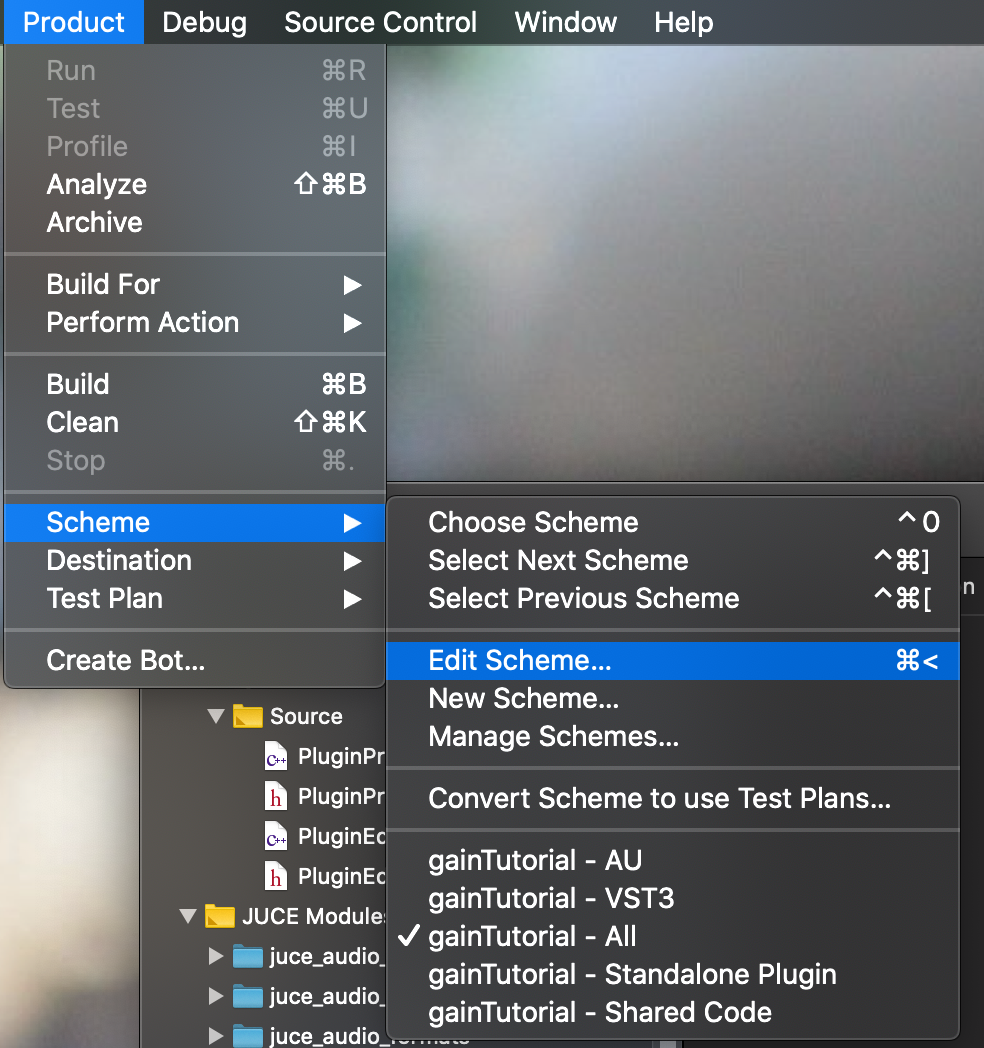 Product Debug Source Control Window Help
Run ⌘R
Test ⌘U
Profile ⌘I
Analyze ⇧⌘B
Archive
Build For ▶
Perform Action ▶
Build ⌘B
Clean ⇧⌘K
Stop ⌘.
Scheme ▶
Destination ▶
Test Plan ▶
Create Bot...
Choose Scheme ^0
Select Next Scheme ^⌘]
Select Previous Scheme ^⌘[
Edit Scheme... ⌘<
New Scheme...
Manage Schemes...
Convert Scheme to use Test Plans...
gainTutorial - AU
gainTutorial - VST3
✓ gainTutorial - All
gainTutorial - Standalone Plugin
gainTutorial - Shared Code
Source
C++ PluginPr
h PluginPr
C++ PluginEd
h PluginEd
JUCE Modules
juce_audio_
juce_audio_
juce_audio_formats